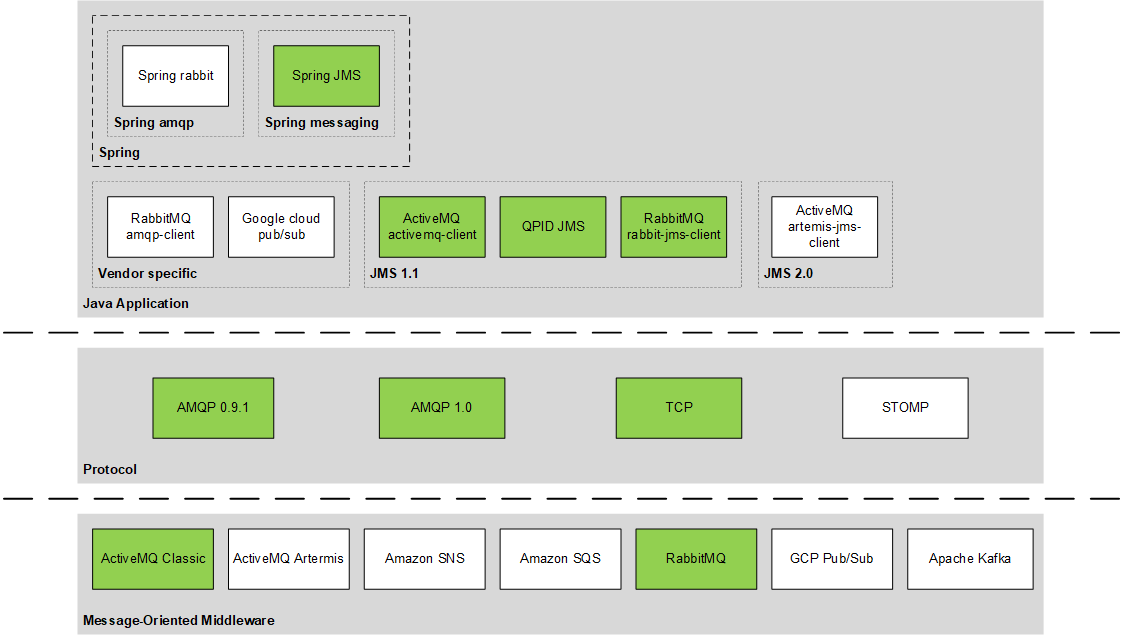 Spring rabbit
Spring JMS
Spring amqp
Spring messaging
Spring
RabbitMQ
amqp-client
Google cloud
pub/sub
ActiveMQ
activemq-client
QPID JMS
RabbitMQ
rabbit-jms-client
ActiveMQ
artemis-jms-
client
Vendor specific
JMS 1.1
JMS 2.0
Java Application
AMQP 0.9.1
AMQP 1.0
TCP
STOMP
Protocol
ActiveMQ Classic
ActiveMQ Artermis
Amazon SNS
Amazon SQS
RabbitMQ
GCP Pub/Sub
Apache Kafka
Message-Oriented Middleware